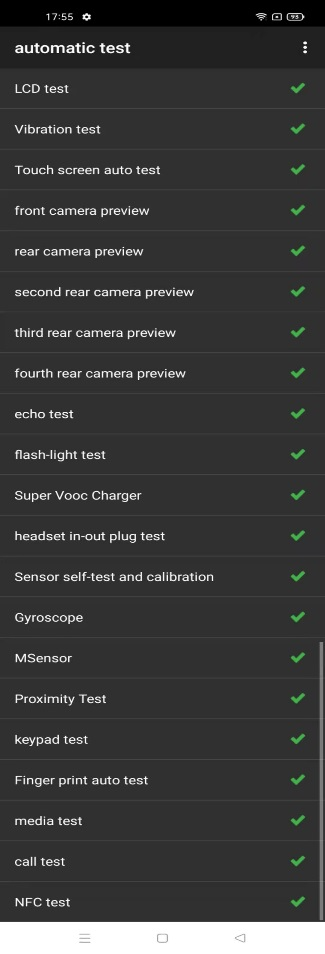 17:55
93
automatic test
LCD test
Vibration test
Touch screen auto test
front camera preview
rear camera preview
second rear camera preview
third rear camera preview
fourth rear camera preview
echo test
flash-light test
Super Vooc Charger
headset in-out plug test
Sensor self-test and calibration
Gyroscope
MSensor
Proximity Test
keypad test
Finger print auto test
media test
call test
NFC test